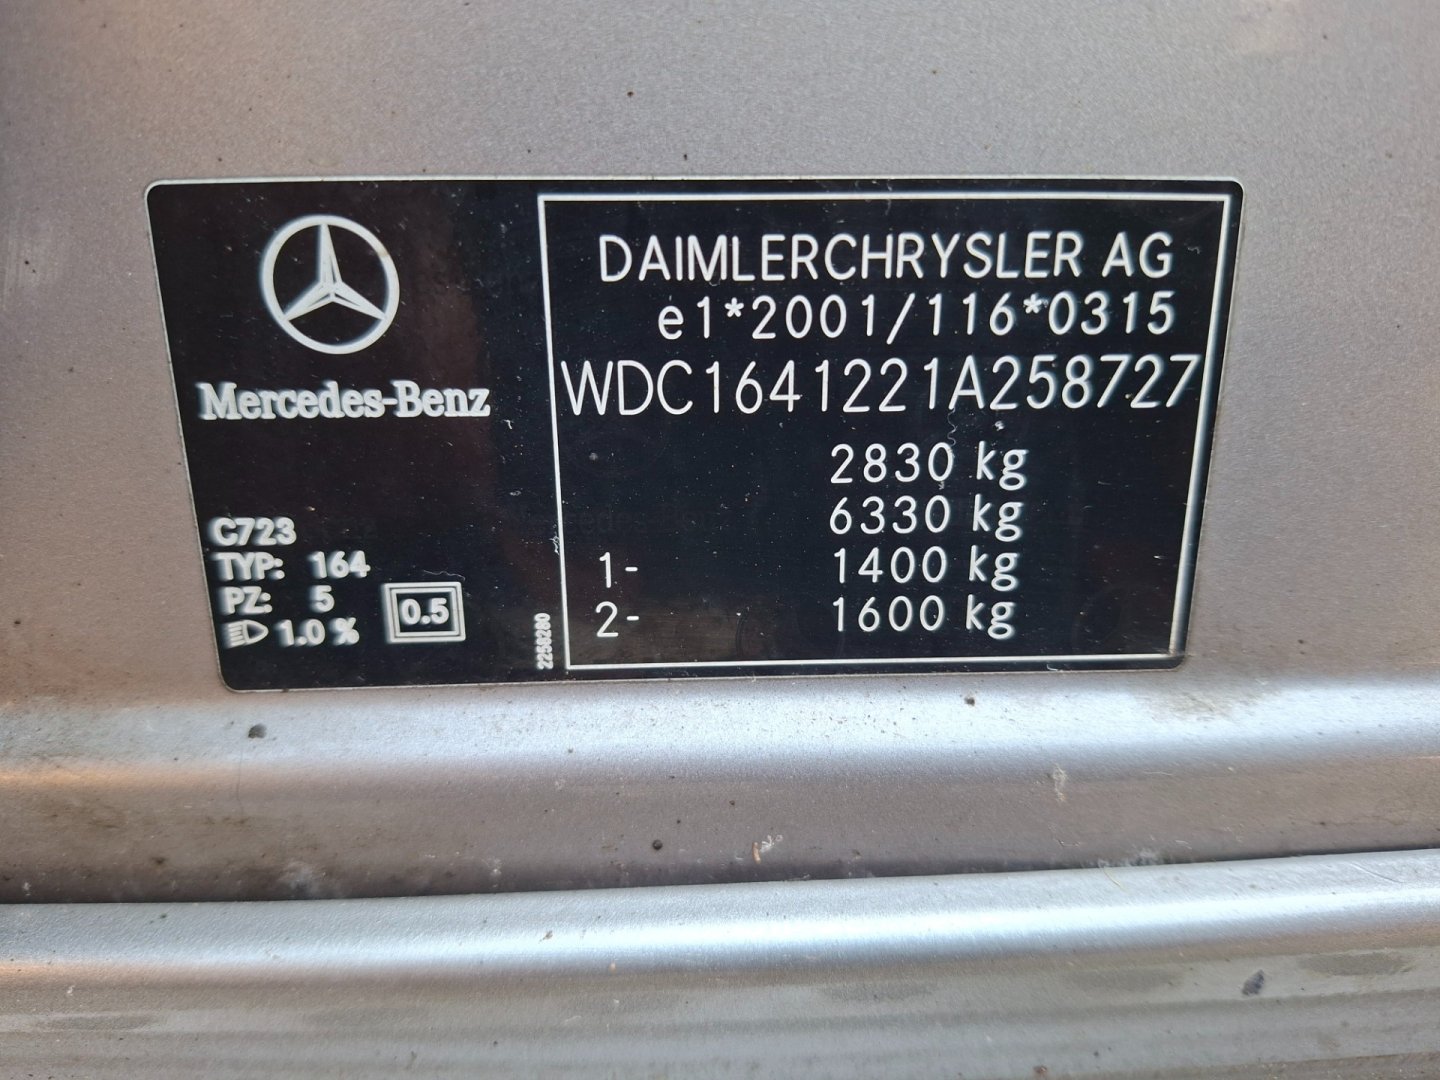 Mercedes-Benz
C723
TYP: 164
PZ: 5
1.0 %
0.5
2256280
DAIMLERCHRYSLER AG
e1*2001/116*0315
WDC1641221A258727
2830 kg
6330 kg
1- 1400 kg
2- 1600 kg